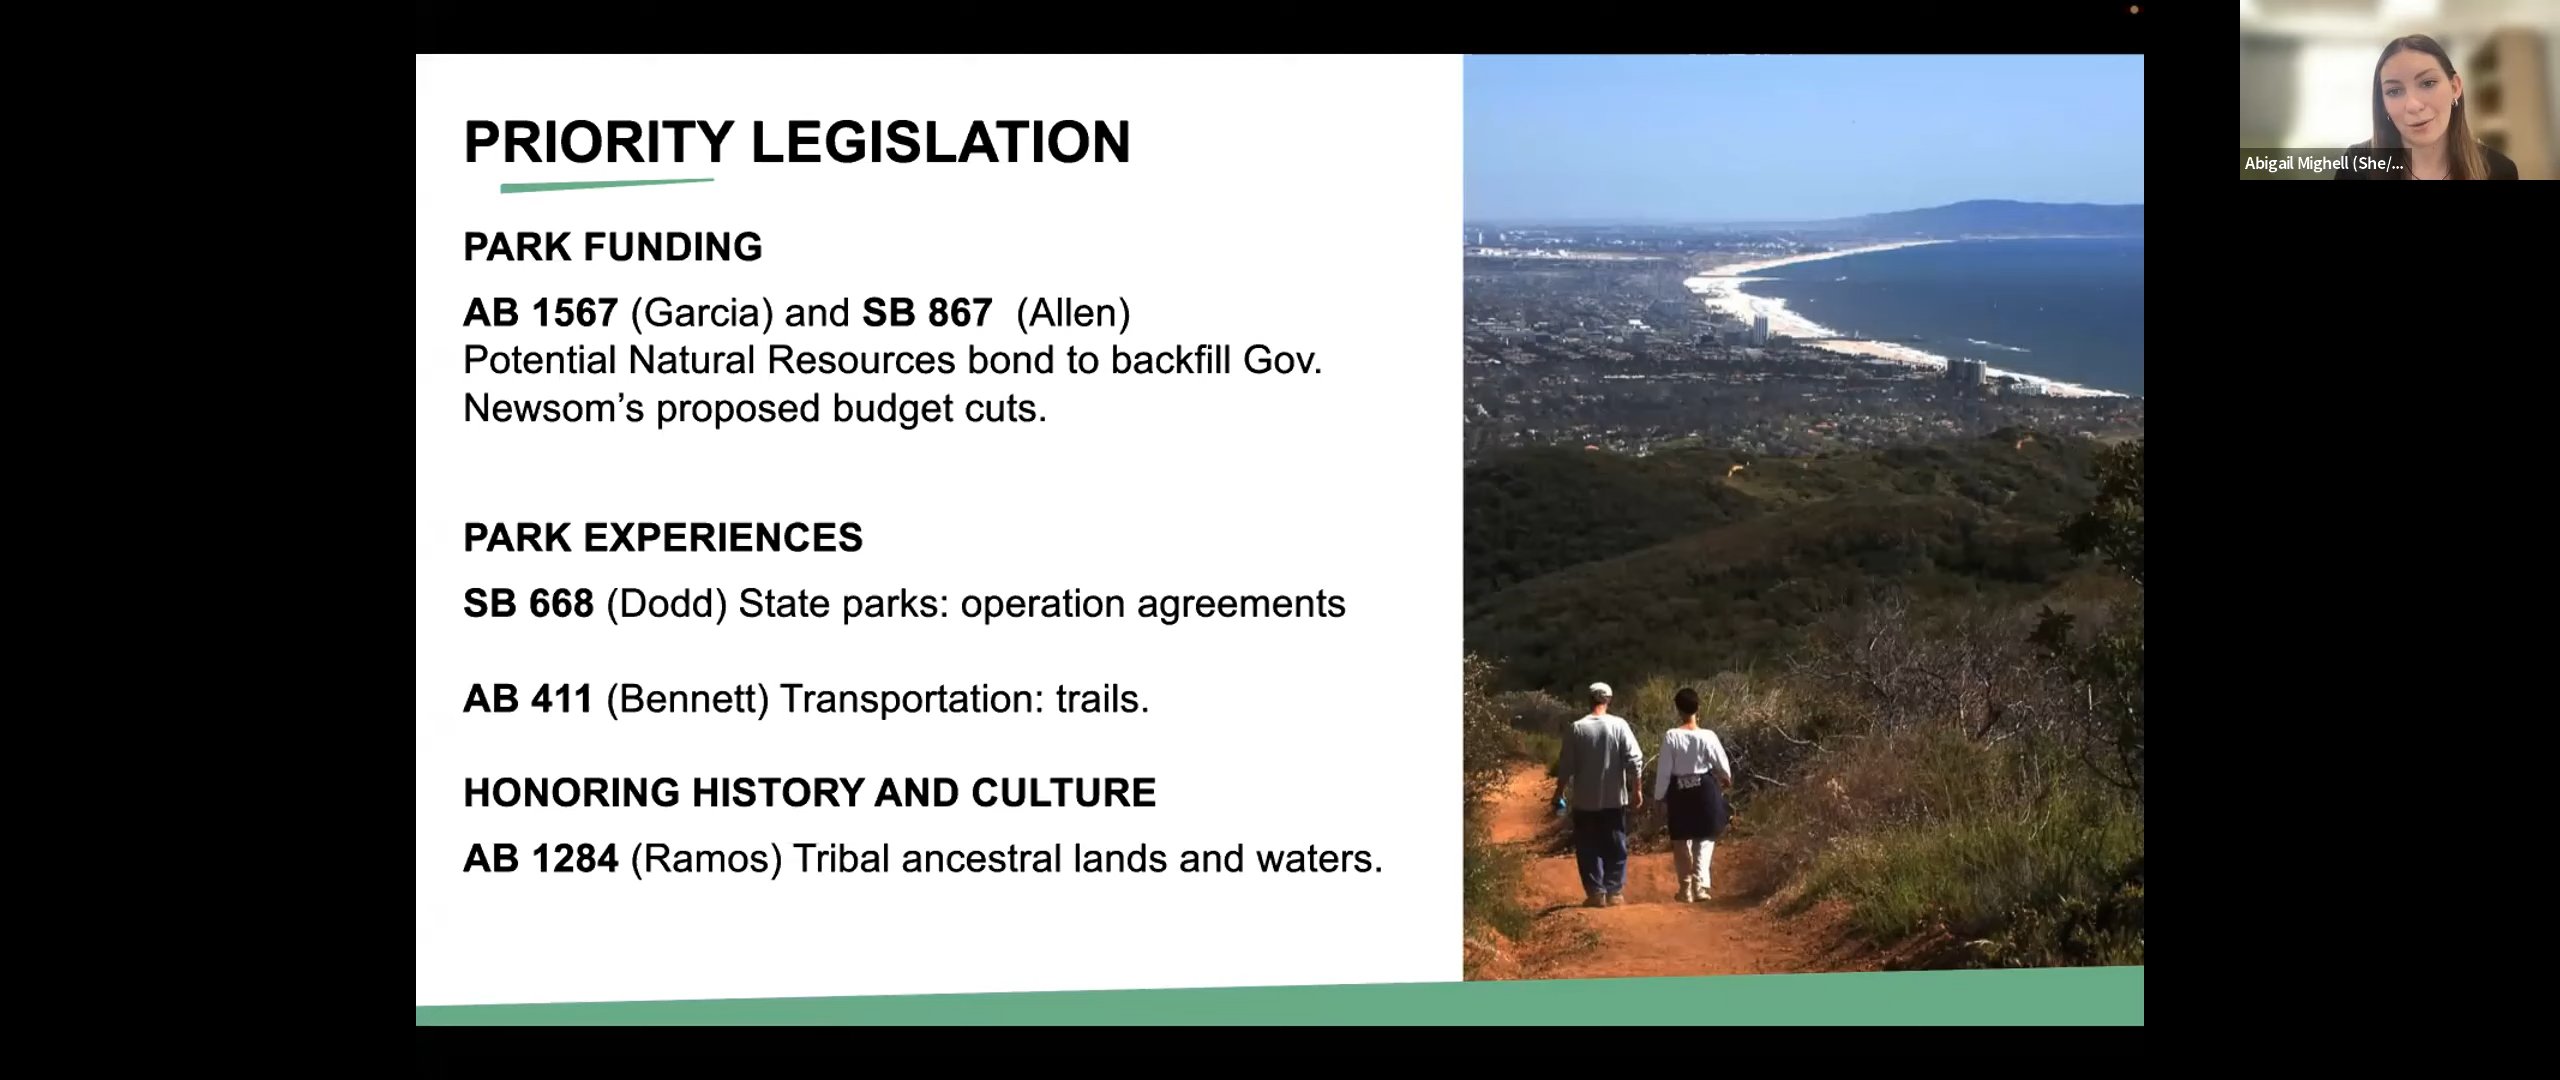 PRIORITY LEGISLATION
PARK FUNDING
AB 1567 (Garcia) and SB 867 (Allen)
Potential Natural Resources bond to backfill Gov.
Newsom’s proposed budget cuts.
PARK EXPERIENCES
SB 668 (Dodd) State parks: operation agreements
AB 411 (Bennett) Transportation: trails.
HONORING HISTORY AND CULTURE
AB 1284 (Ramos) Tribal ancestral lands and waters.
Abigail Mighell (She/...